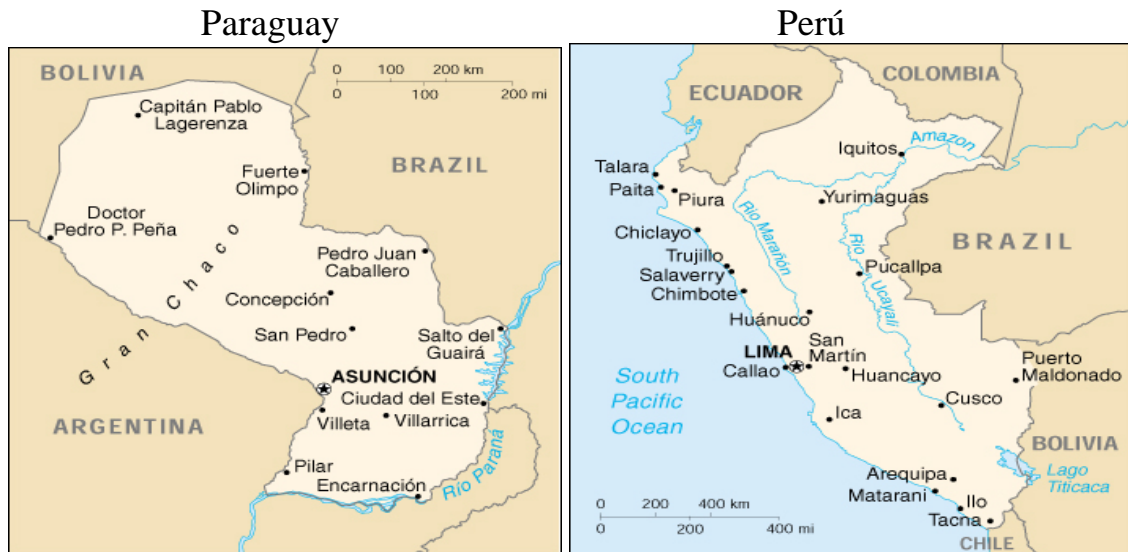 Paraguay
BOLIVIA
0 100 200 km
0 100 200 mi
Capitán Pablo
Lagerenza
BRAZIL
Fuerte
Olimpo
Doctor
Pedro P. Peña
Pedro Juan
Caballero
Gran Chaco
Concepción
San Pedro
Salto del
Guairá
ASUNCIÓN
Ciudad del Este
ARGENTINA
Villeta
Villarrica
Pilar
Encarnación
Río Paraná
Perú
COLOMBIA
ECUADOR
Amazon
Iquitos
Talara
Paita
Piura
Yurimaguas
Rio Marañón
Chiclayo
Rio Ucayali
BRAZIL
Trujillo
Salaverry
Pucallpa
Chimbote
Huánuco
San
Martín
LIMA
Callao
Huancayo
Puerto
Maldonado
South
Pacific
Ocean
Cusco
Ica
BOLIVIA
Arequipa
Lago
Titicaca
Matarani
Ilo
Tacna
0 200 400 km
0 200 400 mi
CHILE